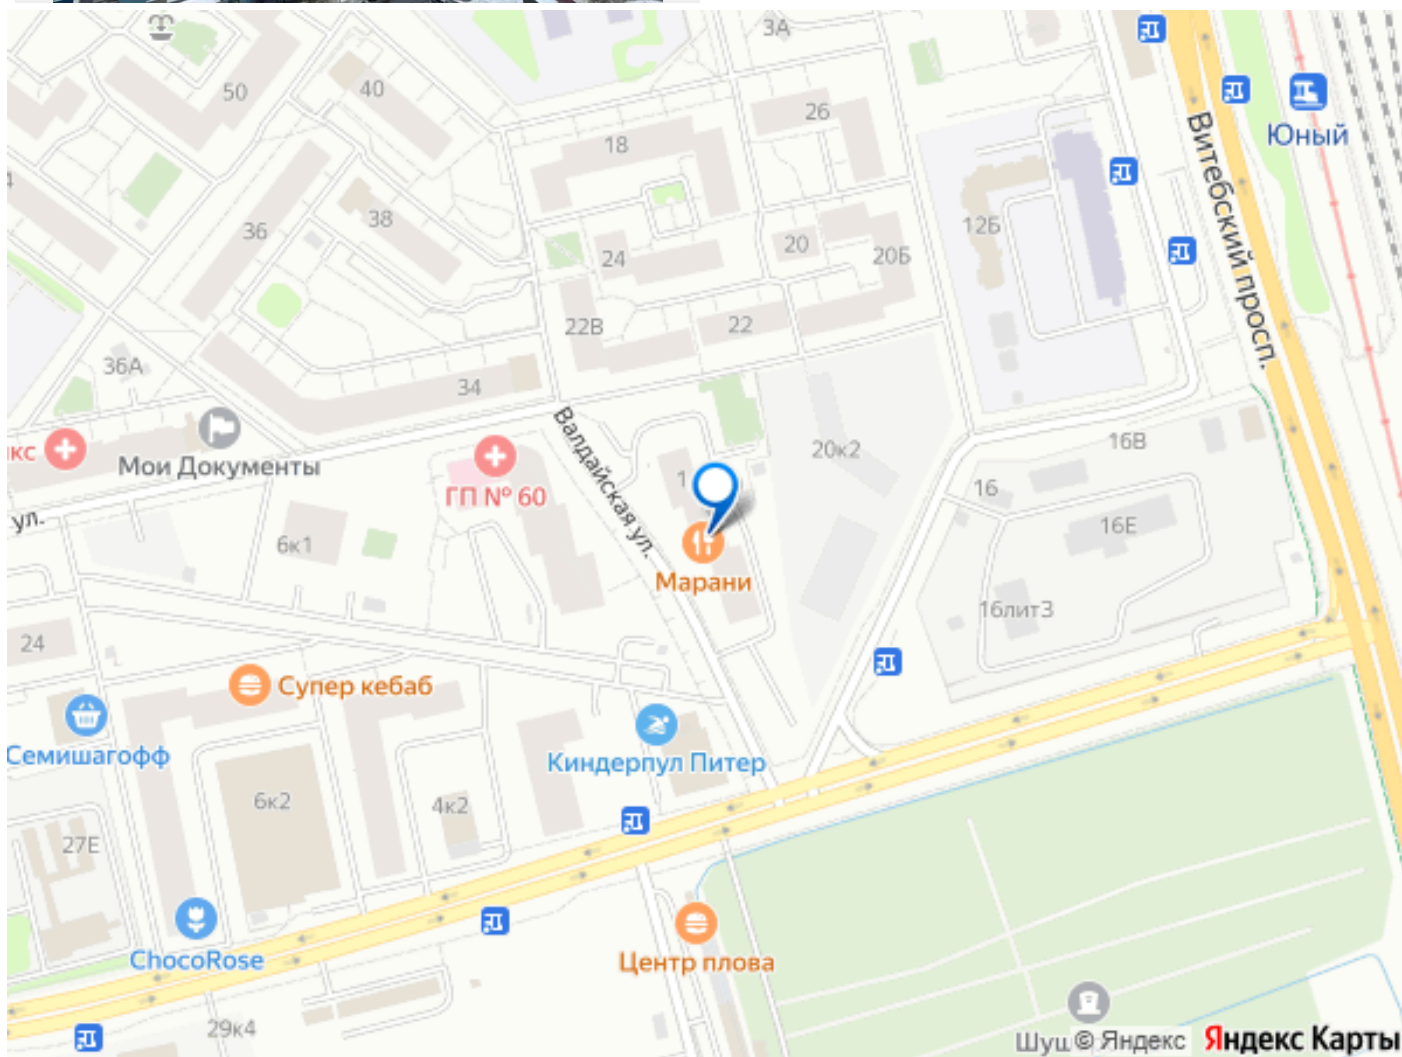 3А
50
40
26
Юный
18
Витебский просп.
38
36
12Б
20
20Б
24
22В
22
36А
34
Валдайская ул.
20к2
16В
Мои Документы
ГП № 60
1
16
ул.
16Е
6к1
Марани
16лит3
24
Супер кебаб
Семишагофф
Киндерпул Питер
6к2
4к2
27Е
ChocoRose
Центр плова
29к4
© Яндекс
Яндекс Карты